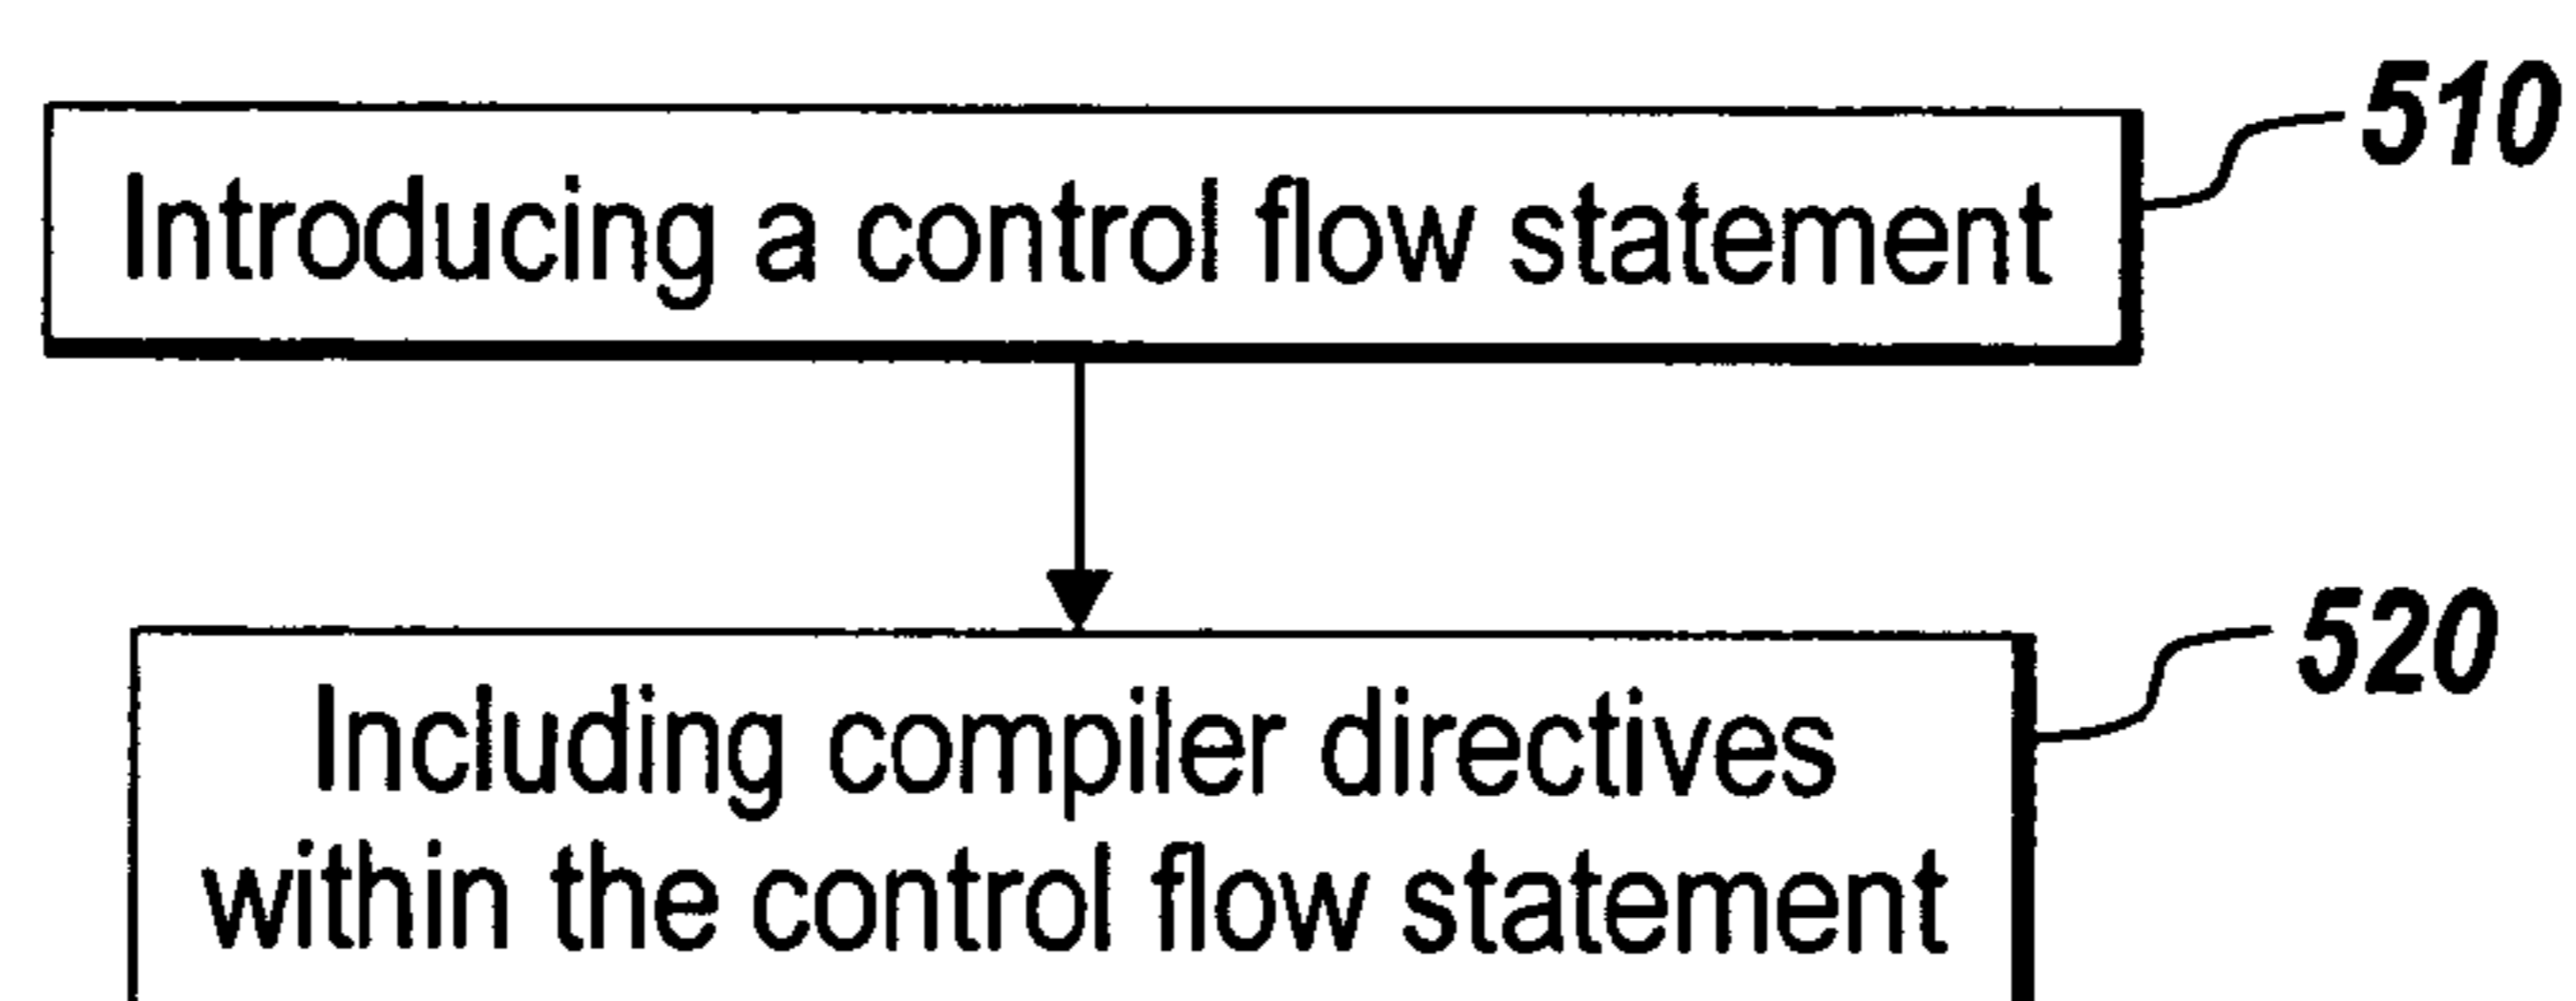 510
Introducing a control flow statement
520
Including compiler directives
within the control flow statement